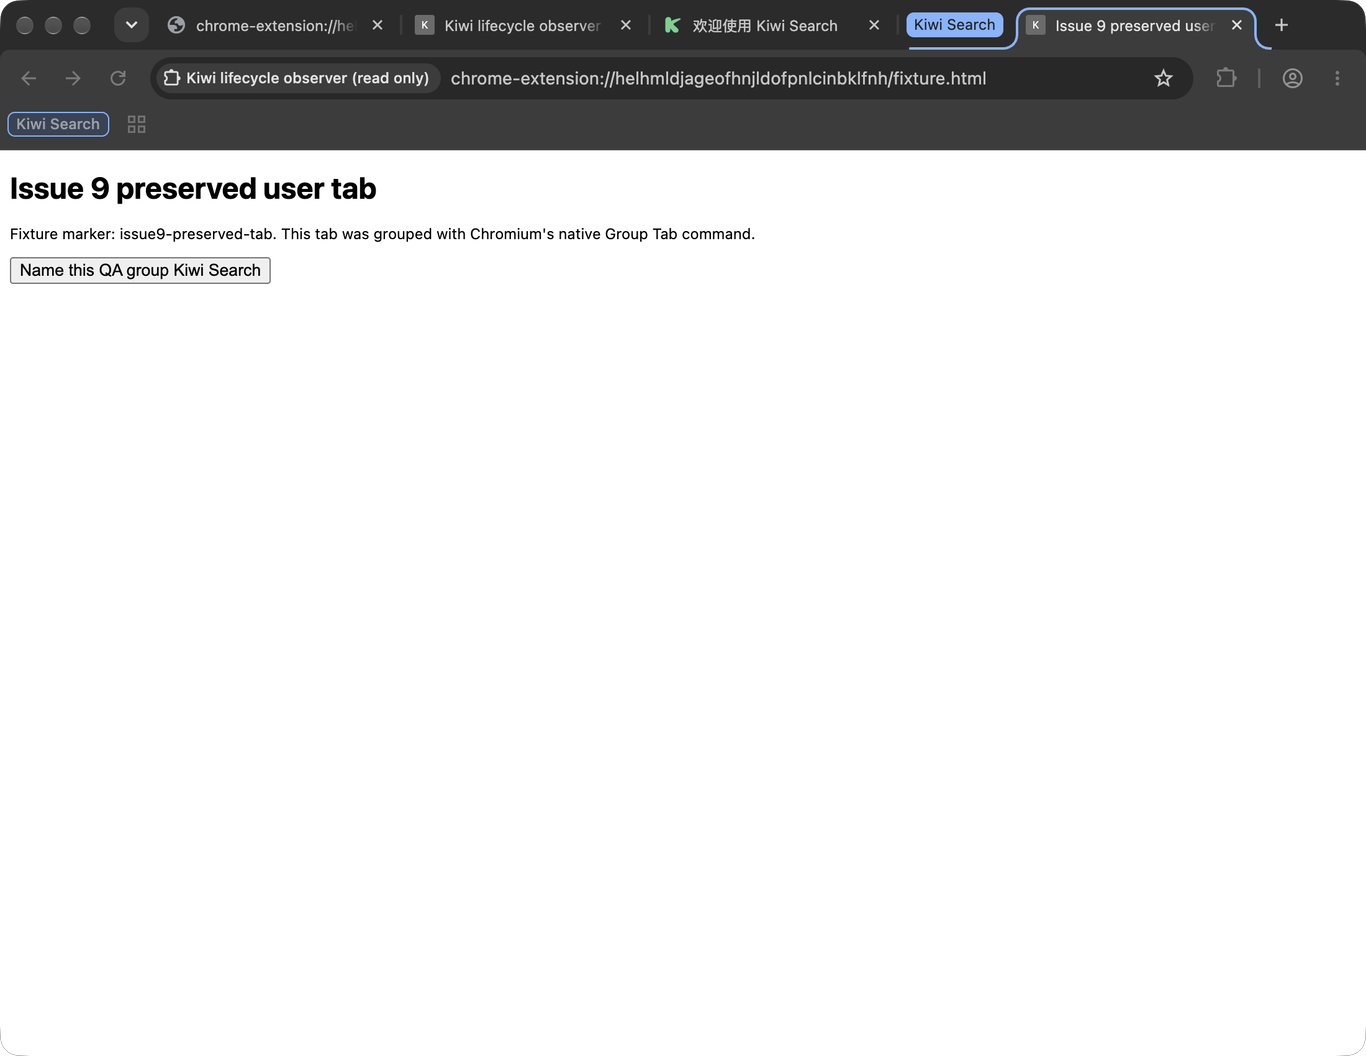 chrome-extension://he
Kiwi lifecycle observer
欢迎使用 Kiwi Search
Kiwi Search
K
K
Issue 9 preserved user
Kiwi lifecycle observer (read only)
chrome-extension://helhmldjageofhnjldofpnlcinbklfnh/fixture.html
Kiwi Search
Issue 9 preserved user tab
Fixture marker: issue9-preserved-tab. This tab was grouped with Chromium's native Group Tab command.
Name this QA group Kiwi Search